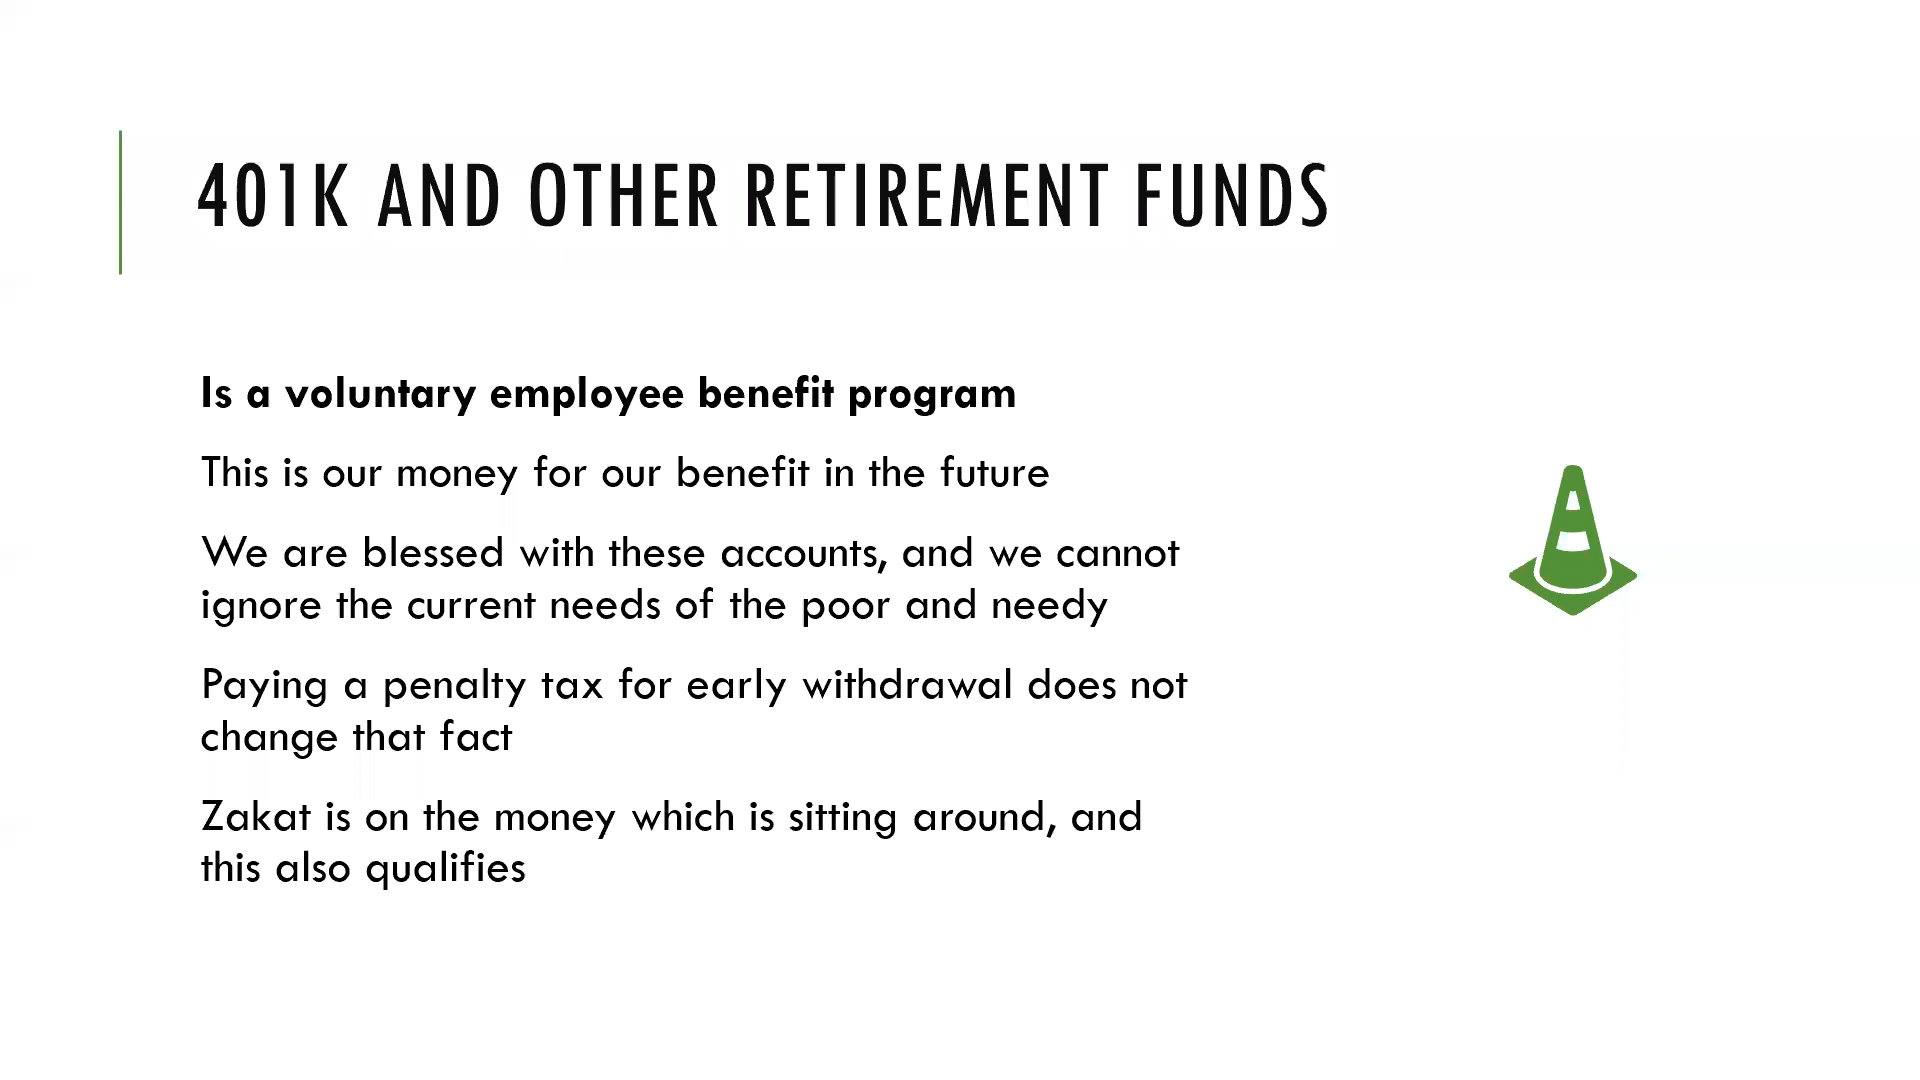 401K AND OTHER RETIREMENT FUNDS
Is a voluntary employee benefit program
This is our money for our benefit in the future
We are blessed with these accounts, and we cannot
ignore the current needs of the poor and needy
Paying a penalty tax for early withdrawal does not
change that fact
Zakat is on the money which is sitting around, and
this also qualifies